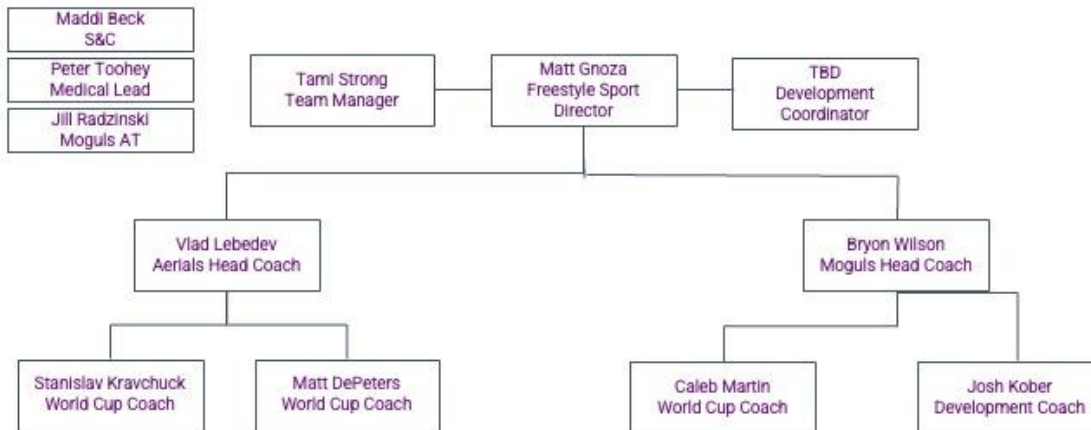 Maddi Beck
S&C
Peter Toohey
Medical Lead
Jill Radzinski
Moguls AT
Tami Strong
Team Manager
Matt Gnoza
Freestyle Sport
Director
TBD
Development
Coordinator
Vlad Lebedev
Aerials Head Coach
Bryon Wilson
Moguls Head Coach
Stanislav Kravchuck
World Cup Coach
Matt DePeters
World Cup Coach
Caleb Martin
World Cup Coach
Josh Kober
Development Coach